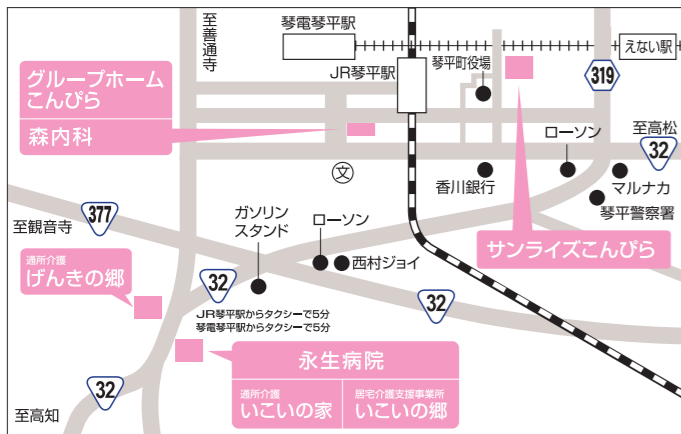 至善通寺
琴電琴平駅
えない駅
JR琴平駅
琴平町役場
319
グループホーム
こんぴら
森内科
ローソン
至高松
32
文
香川銀行
マルナカ
琴平警察署
377
至観音寺
ガソリン
スタンド
ローソン
西村ジョイ
サンライズこんぴら
通所介護
げんきの郷
32
JR琴平駅からタクシーで5分
琴電琴平駅からタクシーで5分
32
永生病院
通所介護
いこいの家
居宅介護支援事業所
いこいの郷
32
至高知